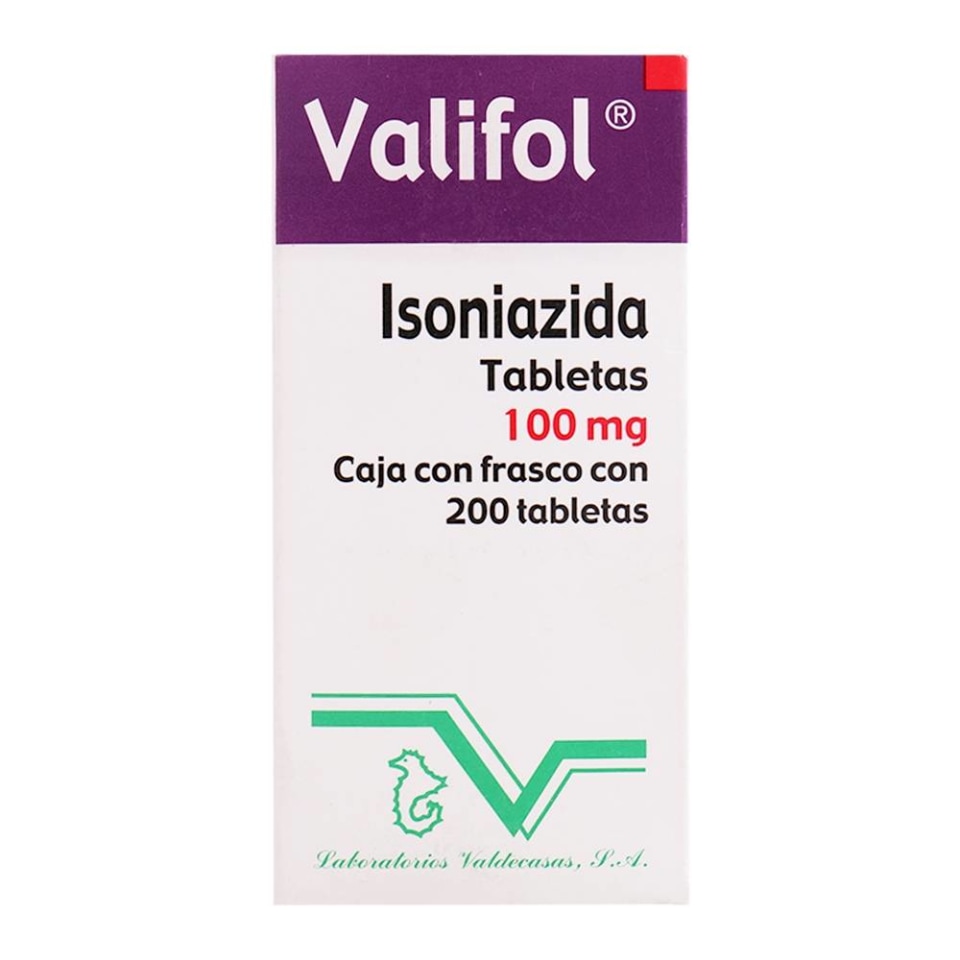 Valifol®
Isoniazida
Tabletas
100 mg
Caja con frasco con
200 tabletas
Laboratorios Valdecasas, S.A.